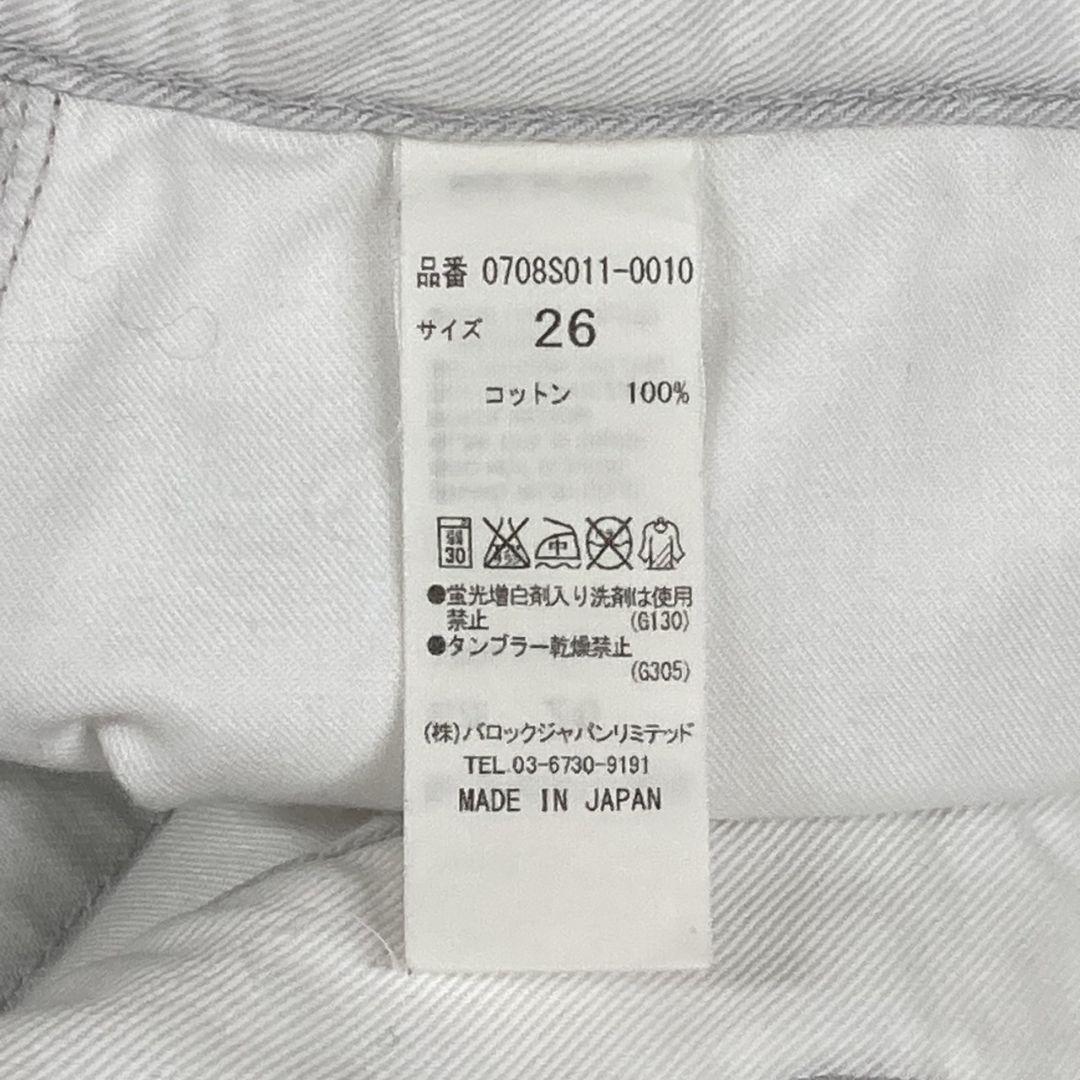 品番 0708S011-0010
サイズ 26
コットン 100%
弱
30
中
●蛍光増白剤入り洗剤は使用
禁止 (G130)
●タンブラー乾燥禁止
(G305)
(株)バロックジャパンリミテッド
TEL 03-6730-9191
MADE IN JAPAN